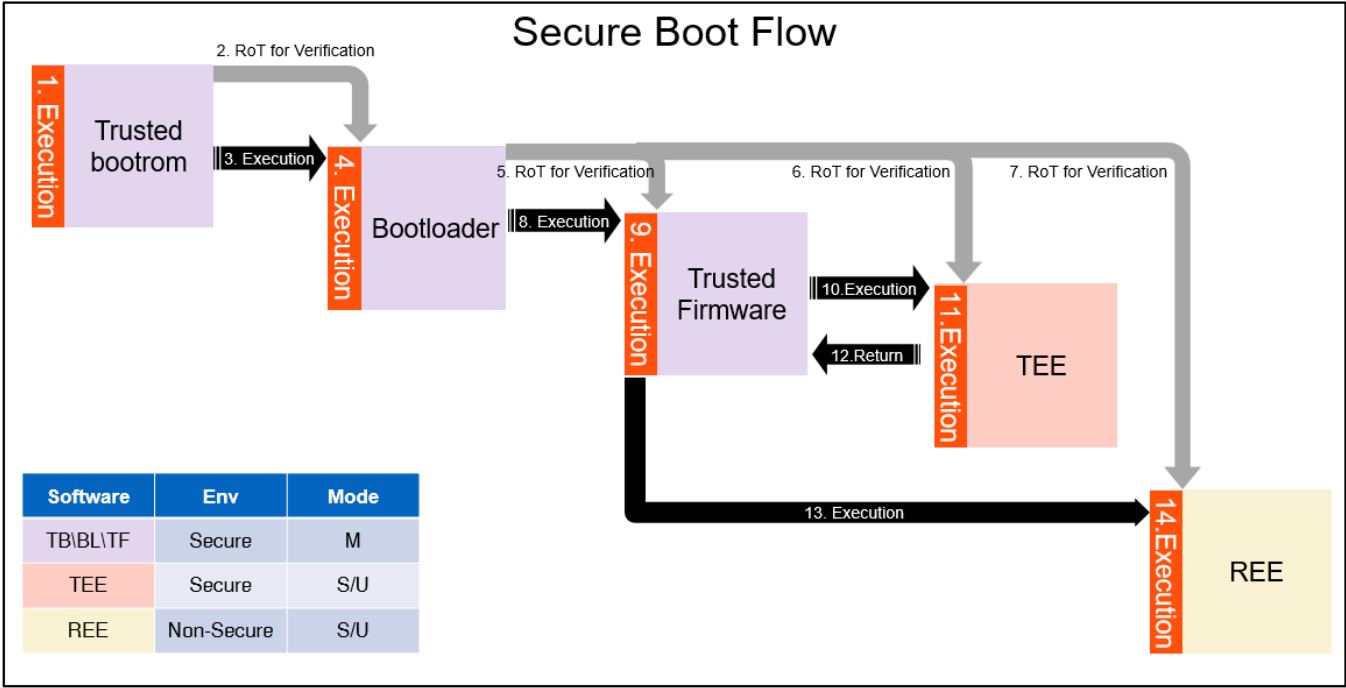 Secure Boot Flow
2. RoT for Verification
1. Execution
Trusted
bootrom
3. Execution
4. Execution
Bootloader
5. RoT for Verification
6. RoT for Verification
7. RoT for Verification
8. Execution
9. Execution
Trusted
Firmware
10.Execution
11.Execution
12.Return
TEE
13. Execution
14.Execution
REE
Software Env Mode
TB\BL\TF Secure M
TEE Secure S/U
REE Non-Secure S/U